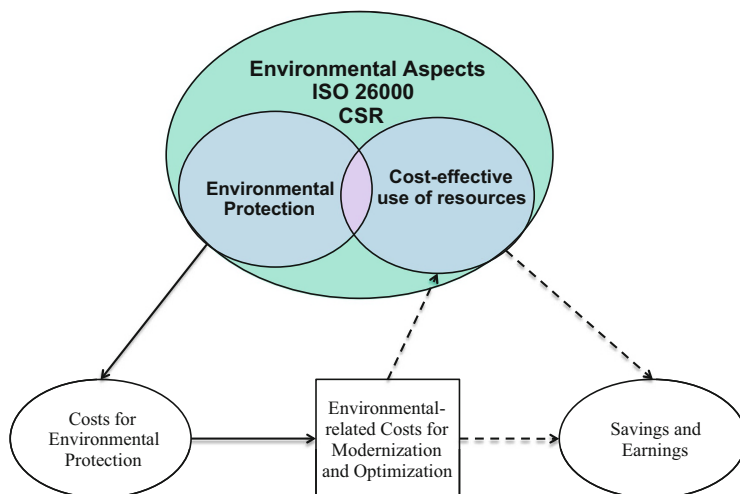 Environmental Aspects
ISO 26000
CSR
Environmental
Protection
Cost-effective
use of resources
Costs for
Environmental
Protection
Environmental-
related Costs for
Modernization
and Optimization
Savings and
Earnings